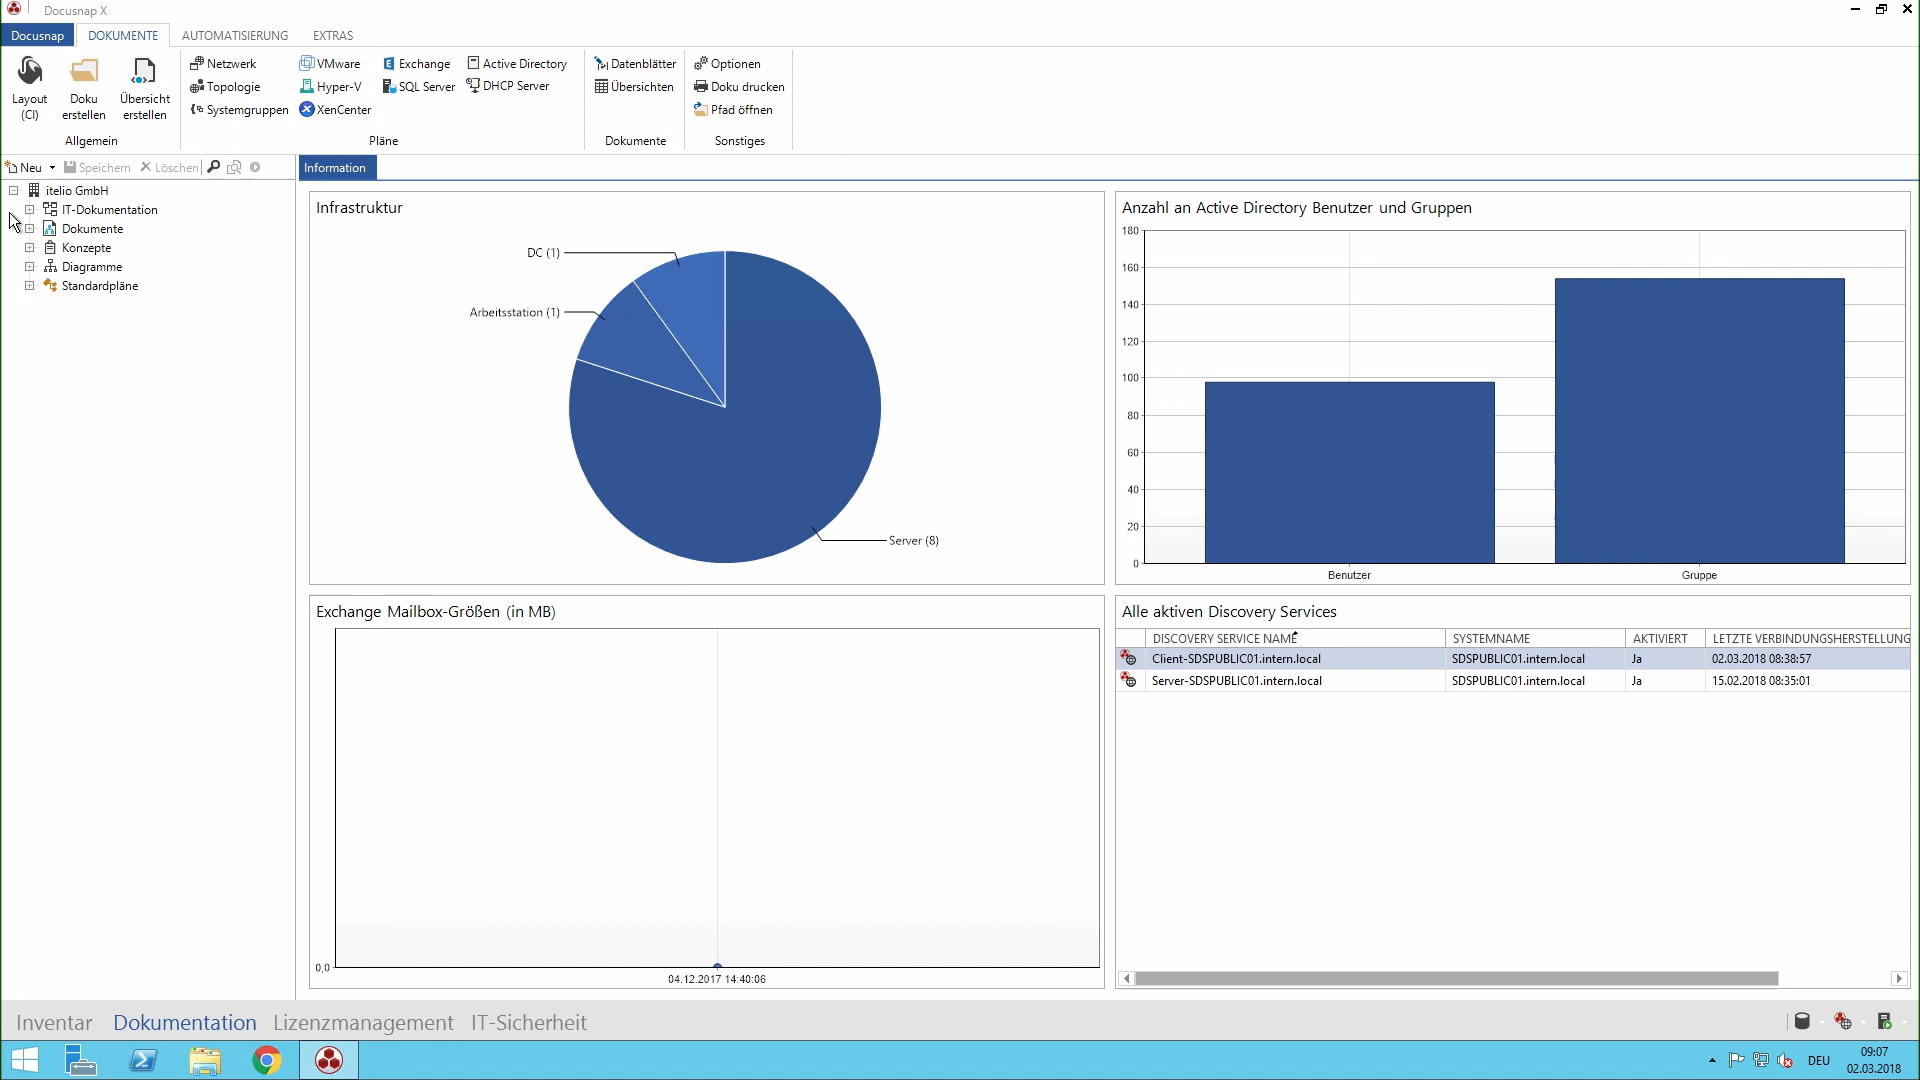 Docusnap X
Docusnap DOKUMENTE AUTOMATISIERUNG EXTRAS
Layout (CI)
Doku erstellen
Übersicht erstellen
Allgemein
Netzwerk
Topologie
Systemgruppen
VMware
Hyper-V
XenCenter
Exchange
SQL Server
Active Directory
DHCP Server
Pläne
Datenblätter
Übersichten
Dokumente
Optionen
Doku drucken
Pfad öffnen
Sonstiges
Neu Speichern Löschen
itelio GmbH
IT-Dokumentation
Dokumente
Konzepte
Diagramme
Standardpläne
Information
Infrastruktur
DC (1)
Arbeitsstation (1)
Server (8)
Anzahl an Active Directory Benutzer und Gruppen
180
160
140
120
100
80
60
40
20
0
Benutzer Gruppe
Exchange Mailbox-Größen (in MB)
0,0
04.12.2017 14:40:06
Alle aktiven Discovery Services
DISCOVERY SERVICE NAME SYSTEMNAME AKTIVIERT LETZTE VERBINDUNGSHERSTELLUNG
Client-SDSPUBLIC01.intern.local SDSPUBLIC01.intern.local Ja 02.03.2018 08:38:57
Server-SDSPUBLIC01.intern.local SDSPUBLIC01.intern.local Ja 15.02.2018 08:35:01
Inventar Dokumentation Lizenzmanagement IT-Sicherheit
DEU
09:07
02.03.2018